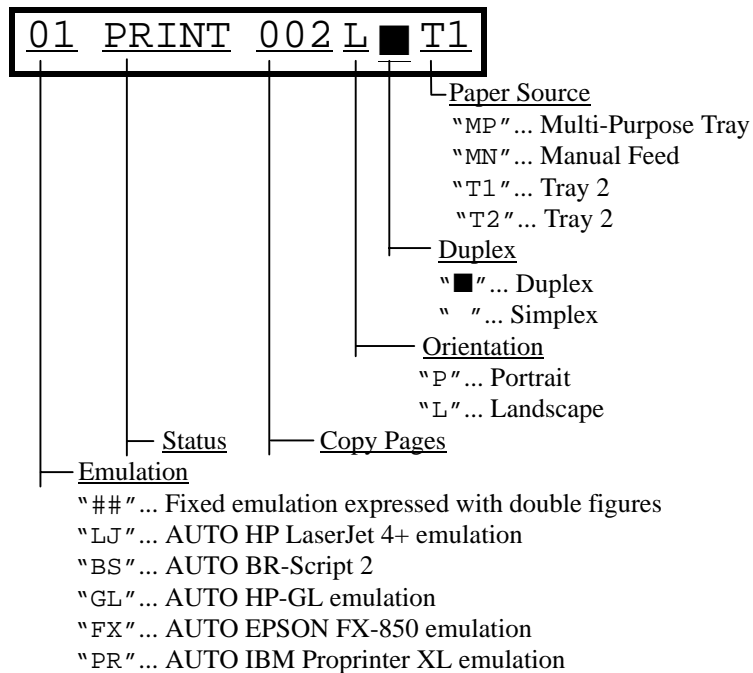 01 PRINT 002 L ■ T1
Paper Source
"MP"... Multi-Purpose Tray
"MN"... Manual Feed
"T1"... Tray 2
"T2"... Tray 2
Duplex
"■"... Duplex
" "... Simplex
Orientation
"P"... Portrait
"L"... Landscape
Status Copy Pages
Emulation
"##"... Fixed emulation expressed with double figures
"LJ"... AUTO HP LaserJet 4+ emulation
"BS"... AUTO BR-Script 2
"GL"... AUTO HP-GL emulation
"FX"... AUTO EPSON FX-850 emulation
"PR"... AUTO IBM Proprinter XL emulation